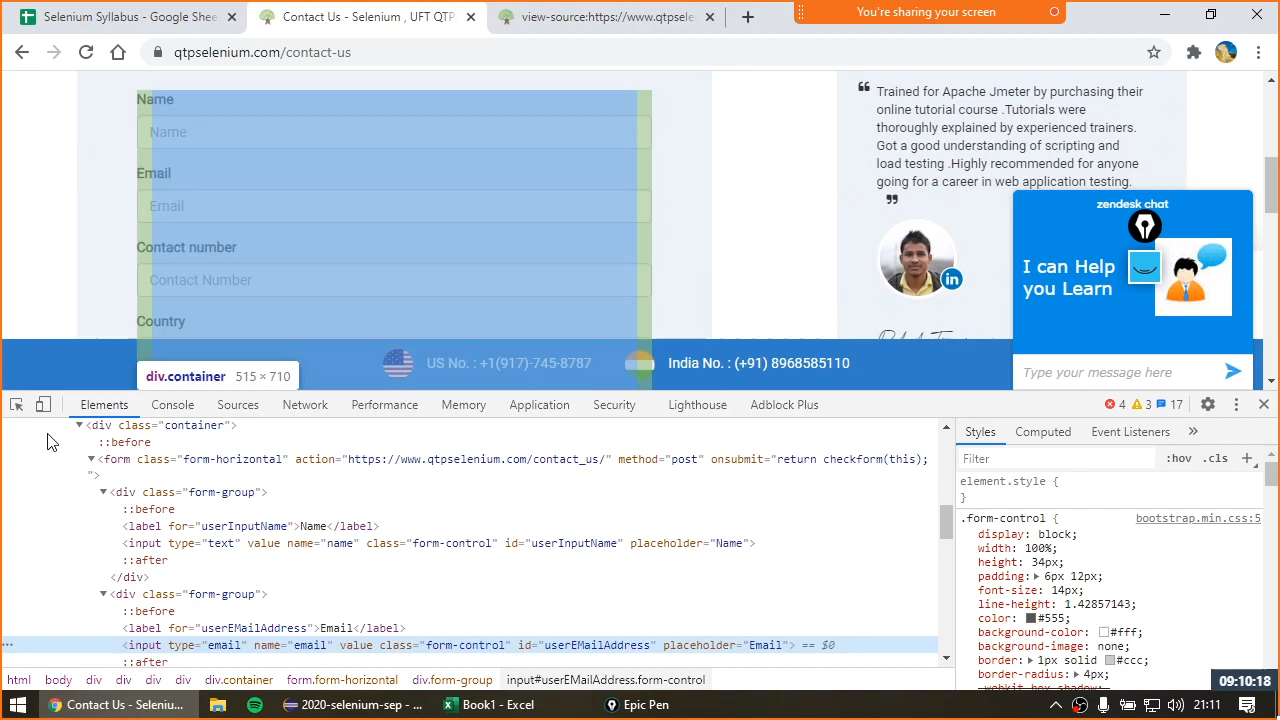 Selenium Syllabus - Google Shee
Contact Us - Selenium , UFT QTP,
view-source:https://www.qtpsele
You're sharing your screen
qtpselenium.com/contact-us
Name
Name
Email
Email
Contact number
Contact Number
Country
❝ Trained for Apache Jmeter by purchasing their
online tutorial course .Tutorials were
thoroughly explained by experienced trainers.
Got a good understanding of scripting and
load testing .Highly recommended for anyone
going for a career in web application testing.
❞
in
zendesk chat
I can Help
you Learn
Type your message here
US No. : +1(917)-745-8787
India No. : (+91) 8968585110
div.container 515 × 710
Elements Console Sources Network Performance Memory Application Security Lighthouse Adblock Plus 4 3 17
▼<div class="container">
::before
▼<form class="form-horizontal" action="https://www.qtpselenium.com/contact_us/" method="post" onsubmit="return checkform(this);
">
▼<div class="form-group">
::before
<label for="userInputName">Name</label>
<input type="text" value name="name" class="form-control" id="userInputName" placeholder="Name">
::after
</div>
▼<div class="form-group">
::before
<label for="userEMailAddress">Email</label>
<input type="email" name="email" value class="form-control" id="userEMailAddress" placeholder="Email"> == $0
::after
html body div div div div div.container form.form-horizontal div.form-group input#userEMailAddress.form-control
Styles Computed Event Listeners »
Filter :hov .cls +
element.style {
}
.form-control { bootstrap.min.css:5
display: block;
width: 100%;
height: 34px;
padding: ▶ 6px 12px;
font-size: 14px;
line-height: 1.42857143;
color: #555;
background-color: #fff;
background-image: none;
border: ▶ 1px solid #ccc;
border-radius: ▶ 4px;
-webkit-box-shadow:
09:10:18
Contact Us - Seleniu...
2020-selenium-sep - ...
Book1 - Excel
Epic Pen
21:11